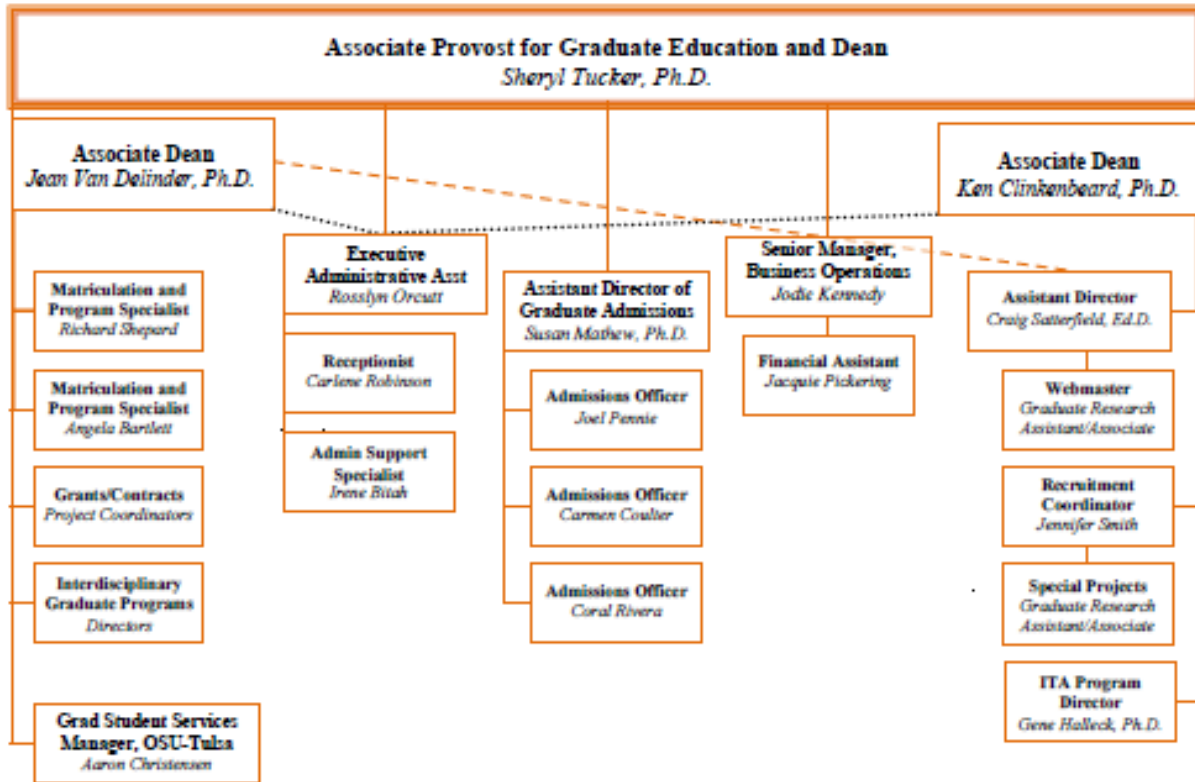 Associate Provost for Graduate Education and Dean
Sheryl Tucker, Ph.D.
Associate Dean
Jean Van Delinder, Ph.D.
Associate Dean
Ken Clinkenbeard, Ph.D.
Executive
Administrative Asst
Rosslyn Orcutt
Senior Manager,
Business Operations
Jodie Kennedy
Matriculation and
Program Specialist
Richard Shepard
Assistant Director of
Graduate Admissions
Susan Mathew, Ph.D.
Assistant Director
Craig Satterfield, Ed.D.
Receptionist
Carlene Robinson
Financial Assistant
Jacquie Pickering
Matriculation and
Program Specialist
Angela Bartlett
Admissions Officer
Joel Pennie
Webmaster
Graduate Research
Assistant/Associate
Admin Support
Specialist
Irene Bitah
Grants/Contracts
Project Coordinators
Admissions Officer
Carmen Coulter
Recruitment
Coordinator
Jennifer Smith
Interdisciplinary
Graduate Programs
Directors
Admissions Officer
Coral Rivera
Special Projects
Graduate Research
Assistant/Associate
ITA Program
Director
Gene Halleck, Ph.D.
Grad Student Services
Manager, OSU-Tulsa
Aaron Christensen